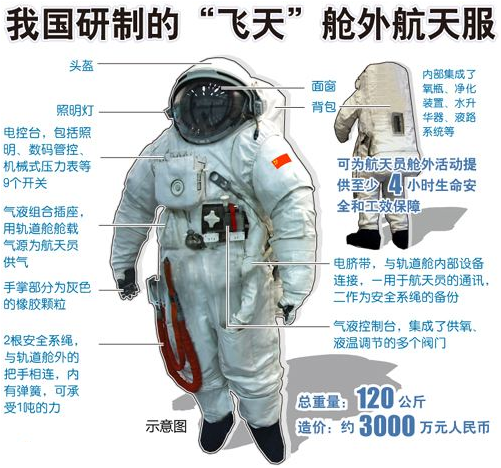 我国研制的“飞天”舱外航天服
头盔
照明灯
电控台，包括照
明、数码管控、
机械式压力表等
9个开关
气液组合插座，
用轨道舱舱载
气源为航天员
供气
手掌部分为灰色
的橡胶颗粒
2根安全系绳，
与轨道舱外的
把手相连，内
有弹簧，可承
受1吨的力
示意图
面窗
背包
内部集成了
氧瓶、净化
装置、水升
华器、液路
系统等
可为航天员舱外活动提
供至少 4 小时生命安
全和工效保障
电脐带，与轨道舱内部设备
连接，一用于航天员的通讯，
二作为安全系绳的备份
气液控制台，集成了供氧、
液温调节的多个阀门
总重量：120公斤
造价：约3000万元人民币